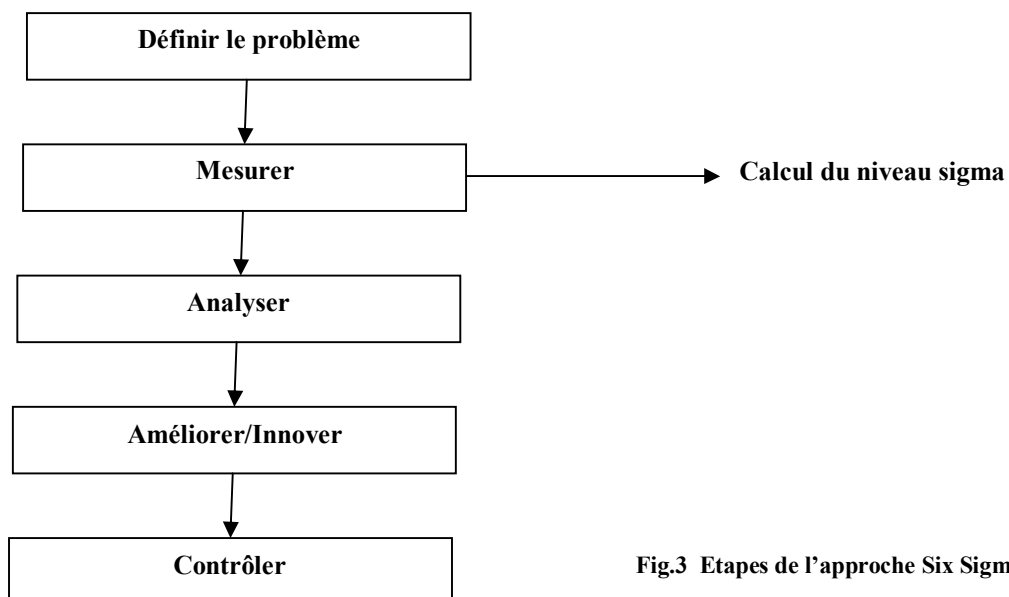 Définir le problème
Mesurer
Calcul du niveau sigma
Analyser
Améliorer/Innover
Contrôler
Fig.3 Etapes de l’approche Six Sigm